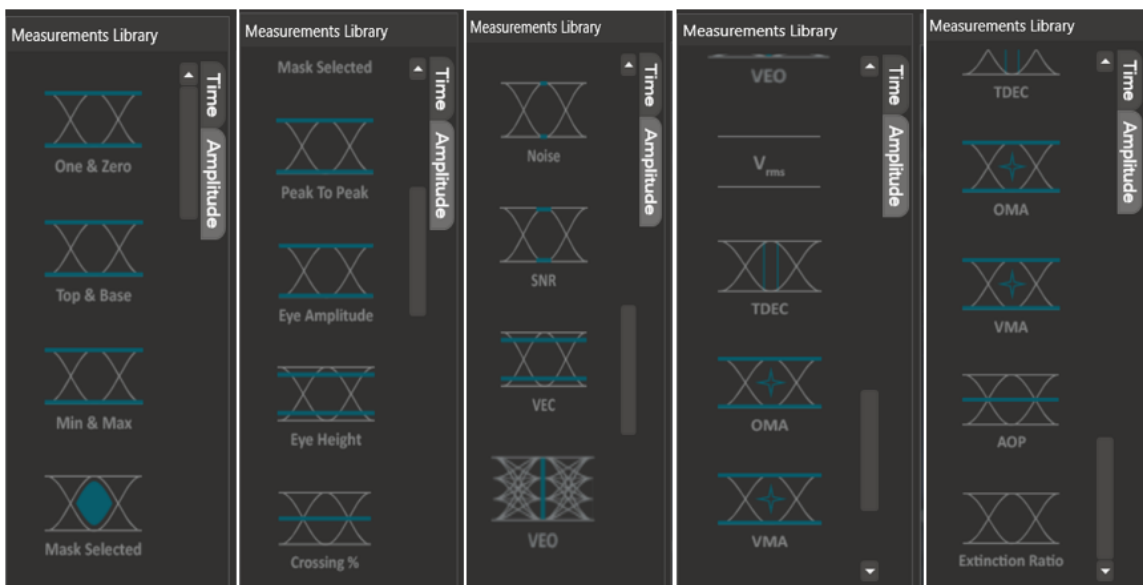 Measurements Library
Time
Amplitude
One & Zero
Top & Base
Min & Max
Mask Selected
Measurements Library
Time
Amplitude
Mask Selected
Peak To Peak
Eye Amplitude
Eye Height
Crossing %
Measurements Library
Time
Amplitude
Noise
SNR
VEC
VEO
Measurements Library
Time
Amplitude
VEO
Vrms
TDEC
OMA
VMA
Measurements Library
Time
Amplitude
TDEC
OMA
VMA
AOP
Extinction Ratio